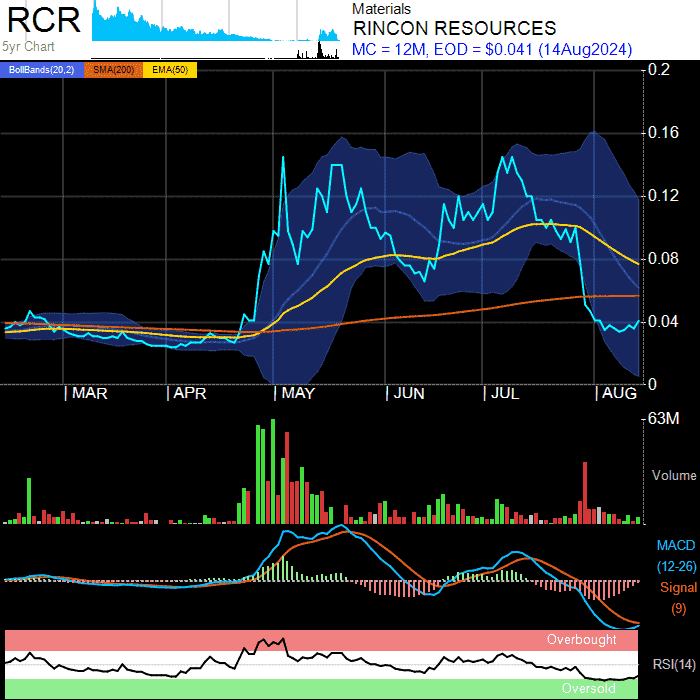 RCR
5yr Chart
Materials
RINCON RESOURCES
MC = 12M, EOD = $0.041 (14Aug2024)
BollBands(20,2) SMA(200) EMA(50)
0.2
0.16
0.12
0.08
0.04
0
MAR APR MAY JUN JUL AUG
63M
Volume
MACD
(12-26)
Signal
(9)
Overbought
RSI(14)
Oversold